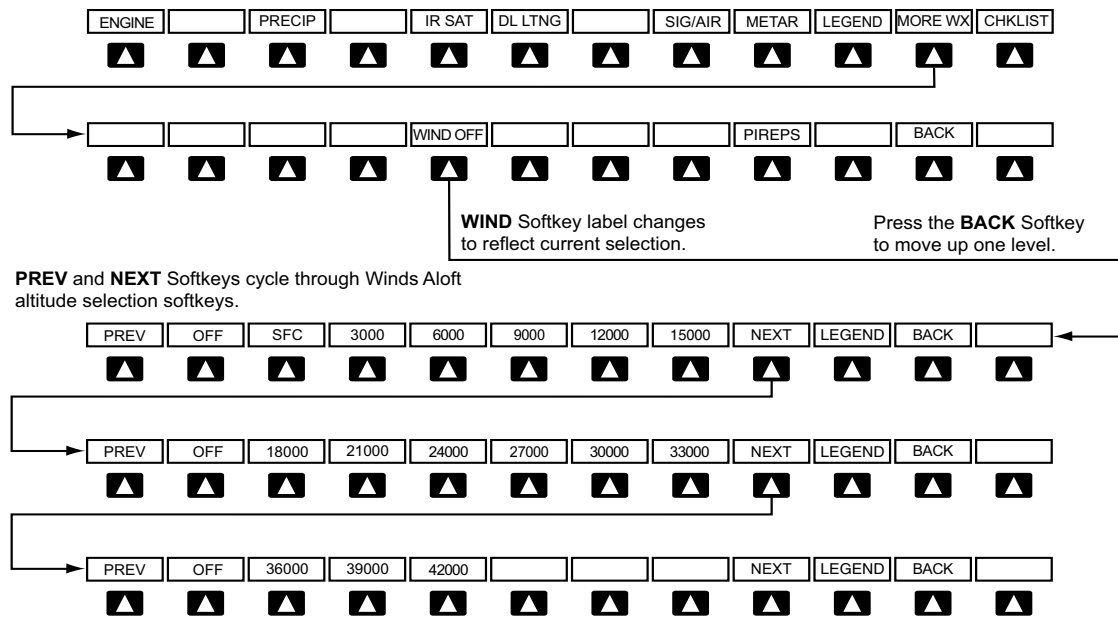 ENGINE PRECIP IR SAT DL LTNG SIG/AIR METAR LEGEND MORE WX CHKLIST
WIND OFF PIREPS BACK
WIND Softkey label changes
to reflect current selection.
Press the BACK Softkey
to move up one level.
PREV and NEXT Softkeys cycle through Winds Aloft
altitude selection softkeys.
PREV OFF SFC 3000 6000 9000 12000 15000 NEXT LEGEND BACK
PREV OFF 18000 21000 24000 27000 30000 33000 NEXT LEGEND BACK
PREV OFF 36000 39000 42000 NEXT LEGEND BACK